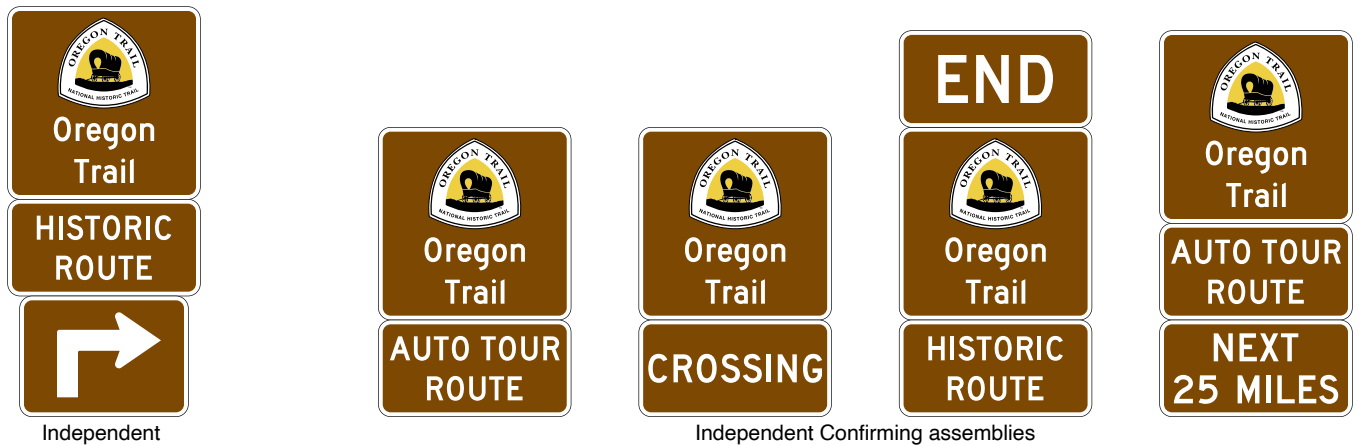 OREGON TRAIL
NATIONAL HISTORIC TRAIL
Oregon
Trail
HISTORIC
ROUTE
Independent
OREGON TRAIL
NATIONAL HISTORIC TRAIL
Oregon
Trail
AUTO TOUR
ROUTE
OREGON TRAIL
NATIONAL HISTORIC TRAIL
Oregon
Trail
CROSSING
END
OREGON TRAIL
NATIONAL HISTORIC TRAIL
Oregon
Trail
HISTORIC
ROUTE
OREGON TRAIL
NATIONAL HISTORIC TRAIL
Oregon
Trail
AUTO TOUR
ROUTE
NEXT
25 MILES
Independent Confirming assemblies